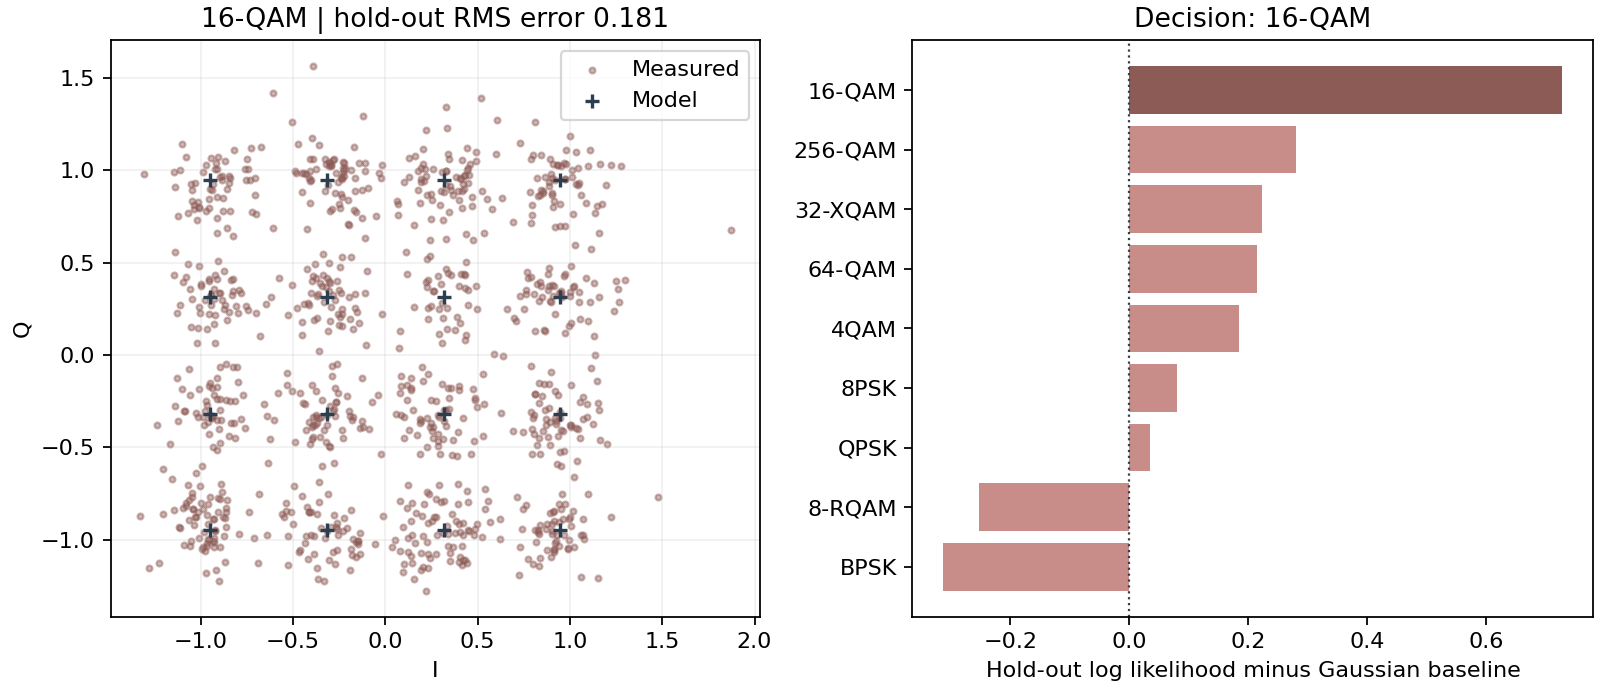 16-QAM | hold-out RMS error 0.181
Measured
Model
1.5
1.0
0.5
0.0
−0.5
−1.0
Q
−1.0
−0.5
0.0
0.5
1.0
1.5
2.0
I
Decision: 16-QAM
16-QAM
256-QAM
32-XQAM
64-QAM
4QAM
8PSK
QPSK
8-RQAM
BPSK
−0.2
0.0
0.2
0.4
0.6
Hold-out log likelihood minus Gaussian baseline